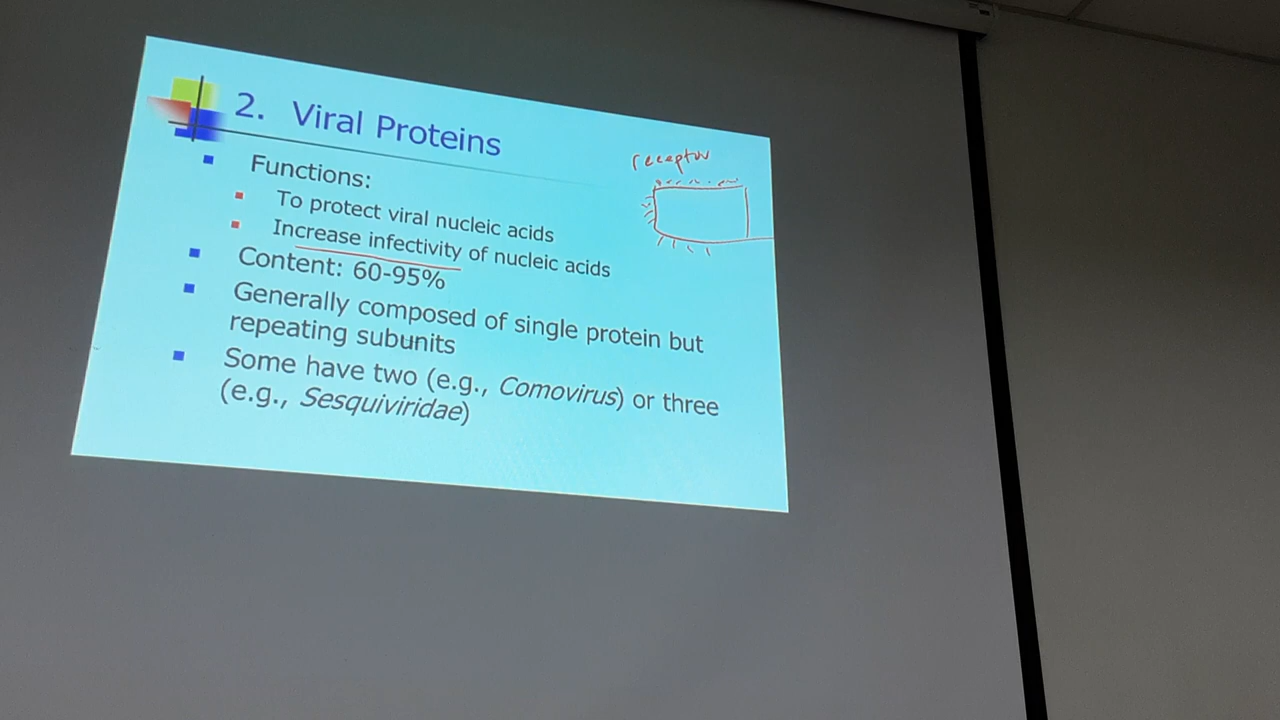 2. Viral Proteins
receptor
Functions:
To protect viral nucleic acids
Increase infectivity of nucleic acids
Content: 60-95%
Generally composed of single protein but
repeating subunits
Some have two (e.g., Comovirus) or three
(e.g., Sesquiviridae)